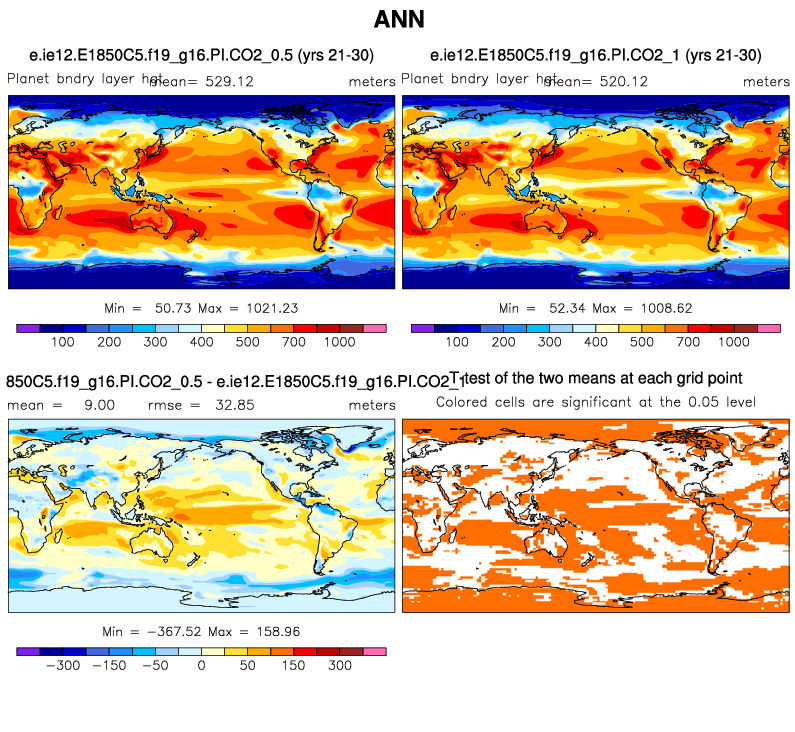 ANN
e.ie12.E1850C5.f19_g16.PI.CO2_0.5 (yrs 21-30)
Planet bndry layer hgt mean= 529.12 meters
Min = 50.73 Max = 1021.23
100 200 300 400 500 700 1000
e.ie12.E1850C5.f19_g16.PI.CO2_1 (yrs 21-30)
Planet bndry layer hgt mean= 520.12 meters
Min = 52.34 Max = 1008.62
100 200 300 400 500 700 1000
850C5.f19_g16.PI.CO2_0.5 - e.ie12.E1850C5.f19_g16.PI.CO2_1
mean = 9.00 rmse = 32.85 meters
Min = -367.52 Max = 158.96
-300 -150 -50 0 50 150 300
T-test of the two means at each grid point
Colored cells are significant at the 0.05 level